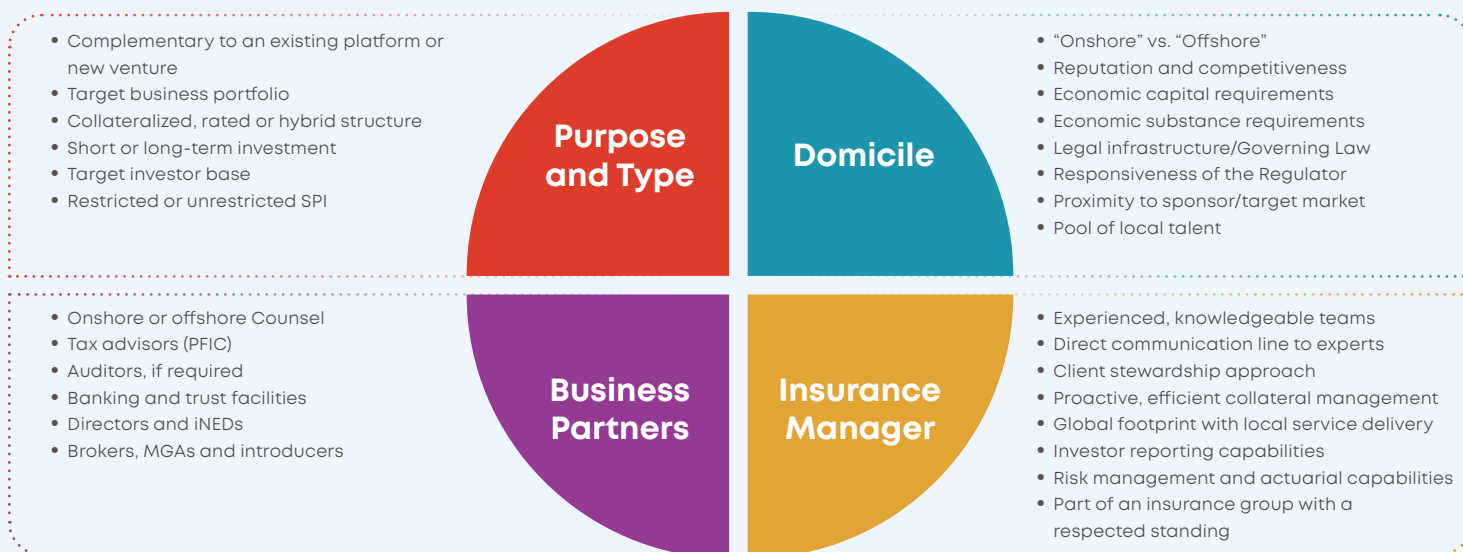 • Complementary to an existing platform or
new venture
• Target business portfolio
• Collateralized, rated or hybrid structure
• Short or long-term investment
• Target investor base
• Restricted or unrestricted SPI
Purpose
and Type
Domicile
• “Onshore” vs. “Offshore”
• Reputation and competitiveness
• Economic capital requirements
• Economic substance requirements
• Legal infrastructure/Governing Law
• Responsiveness of the Regulator
• Proximity to sponsor/target market
• Pool of local talent
• Onshore or offshore Counsel
• Tax advisors (PFIC)
• Auditors, if required
• Banking and trust facilities
• Directors and iNEDs
• Brokers, MGAs and introducers
Business
Partners
Insurance
Manager
• Experienced, knowledgeable teams
• Direct communication line to experts
• Client stewardship approach
• Proactive, efficient collateral management
• Global footprint with local service delivery
• Investor reporting capabilities
• Risk management and actuarial capabilities
• Part of an insurance group with a
respected standing